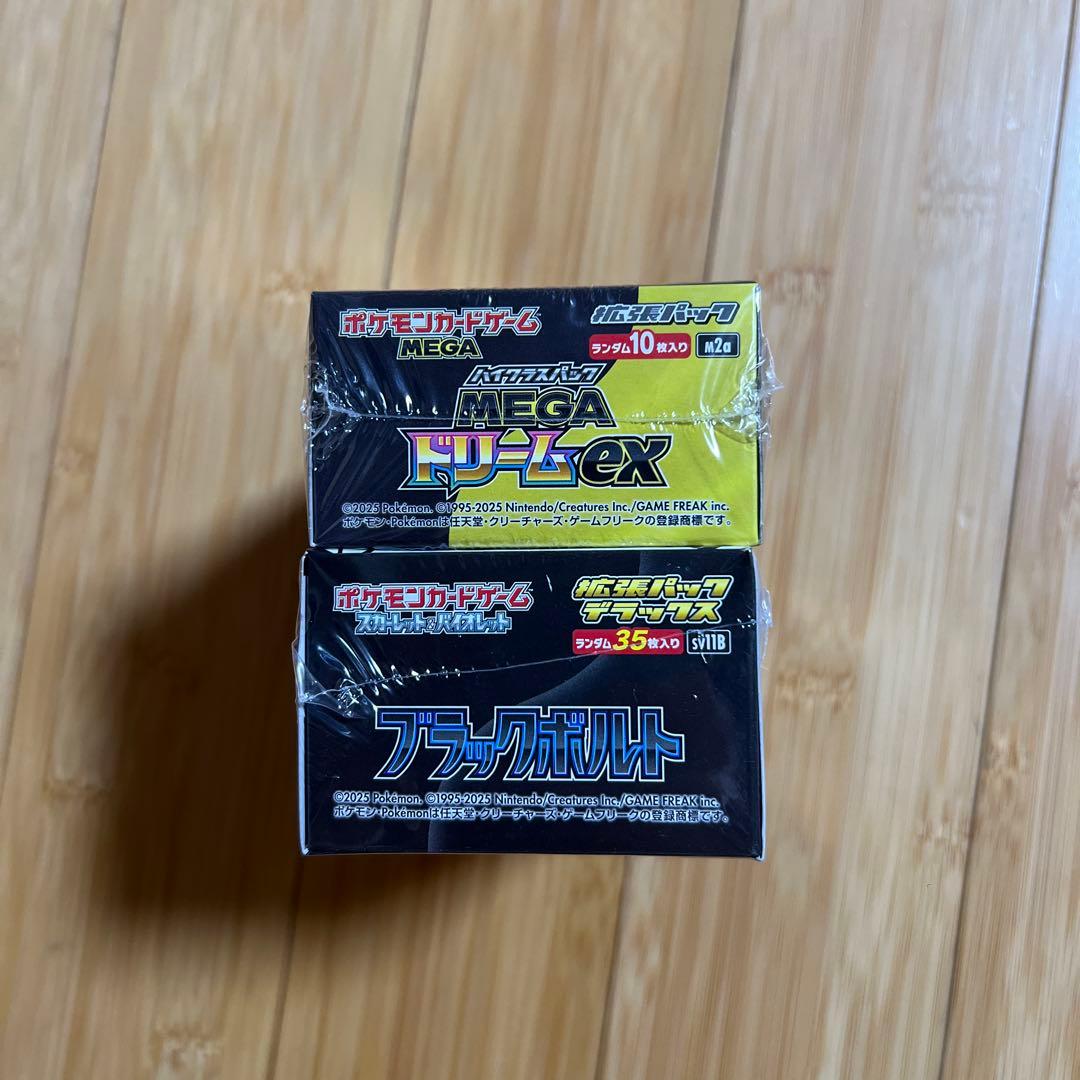 ポケモンカードゲーム
MEGA
拡張パック
ランダム10枚入り M2a
ハイクラスパック
MEGA
ドリームex
©2025 Pokémon. ©1995-2025 Nintendo/Creatures Inc./GAME FREAK inc.
ポケモン・Pokémonは任天堂・クリーチャーズ・ゲームフリークの登録商標です。
ポケモンカードゲーム
スカーレット&バイオレット
拡張パック
デラックス
ランダム35枚入り SV11B
ブラックボルト
©2025 Pokémon. ©1995-2025 Nintendo/Creatures Inc./GAME FREAK inc.
ポケモン・Pokémonは任天堂・クリーチャーズ・ゲームフリークの登録商標です。